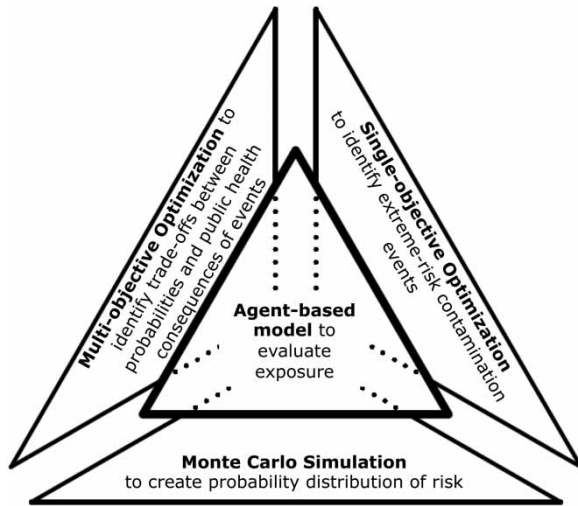 Multi-objective Optimization to
identify trade-offs between
probabilities and public health
consequences of events
Single-objective Optimization
to identify extreme-risk contamination
events
Agent-based
model to
evaluate
exposure
Monte Carlo Simulation
to create probability distribution of risk